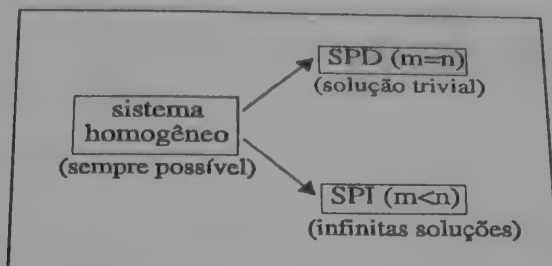 sistema
homogêneo
(sempre possível)
SPD (m=n)
(solução trivial)
SPI (m<n)
(infinitas soluções)